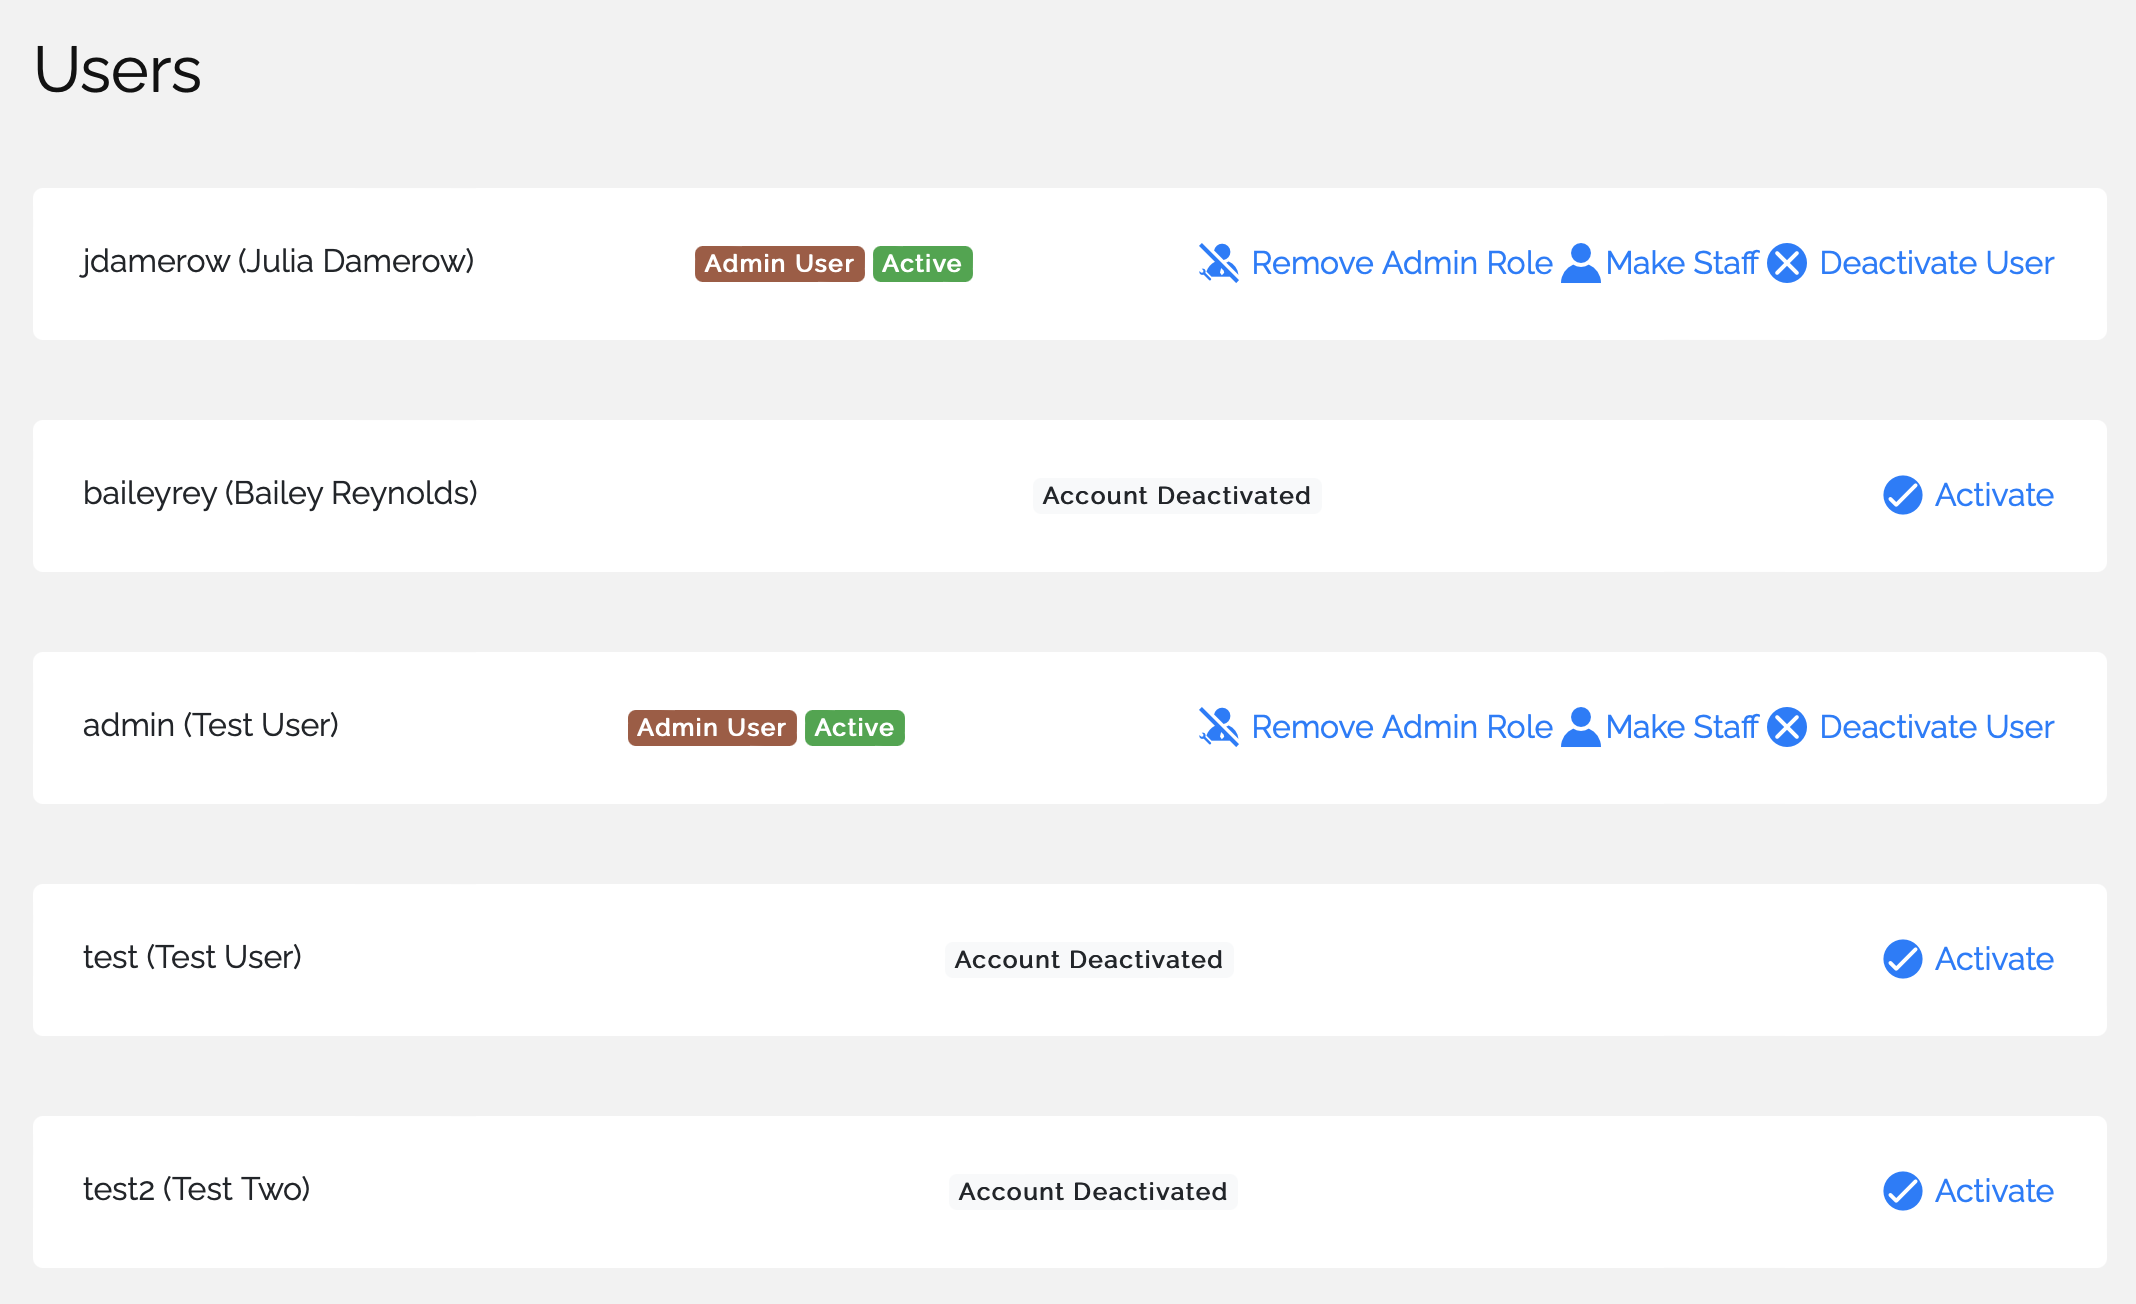 Users
jdamerow (Julia Damerow) Admin User Active Remove Admin Role Make Staff Deactivate User
baileyrey (Bailey Reynolds) Account Deactivated Activate
admin (Test User) Admin User Active Remove Admin Role Make Staff Deactivate User
test (Test User) Account Deactivated Activate
test2 (Test Two) Account Deactivated Activate